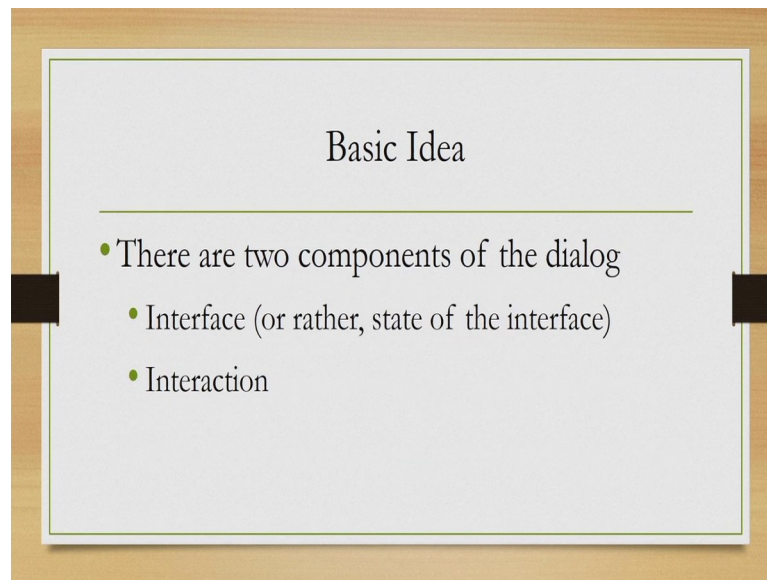 Basic Idea
• There are two components of the dialog
• Interface (or rather, state of the interface)
• Interaction